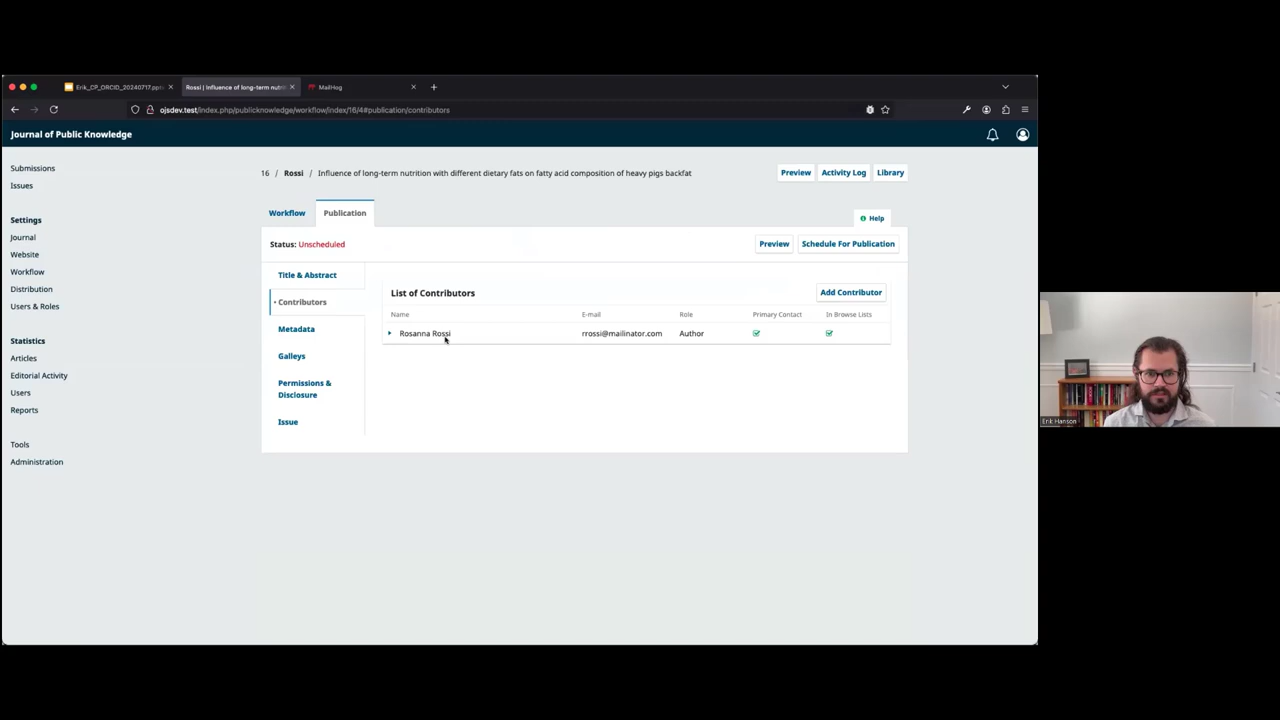 Erik_CP_ORCID_20240717.pptx
Rossi | Influence of long-term nutri
MailHog
ojsdev.test/index.php/publicknowledge/workflow/index/16/4#publication/contributors
Journal of Public Knowledge
Submissions
Issues
Settings
Journal
Website
Workflow
Distribution
Users & Roles
Statistics
Articles
Editorial Activity
Users
Reports
Tools
Administration
16 / Rossi / Influence of long-term nutrition with different dietary fats on fatty acid composition of heavy pigs backfat
Preview
Activity Log
Library
Workflow
Publication
Help
Status: Unscheduled
Preview
Schedule For Publication
Title & Abstract
Contributors
Metadata
Galleys
Permissions &
Disclosure
Issue
List of Contributors
Add Contributor
Name E-mail Role Primary Contact In Browse Lists
Rosanna Rossi rrossi@mailinator.com Author
Erik Hanson